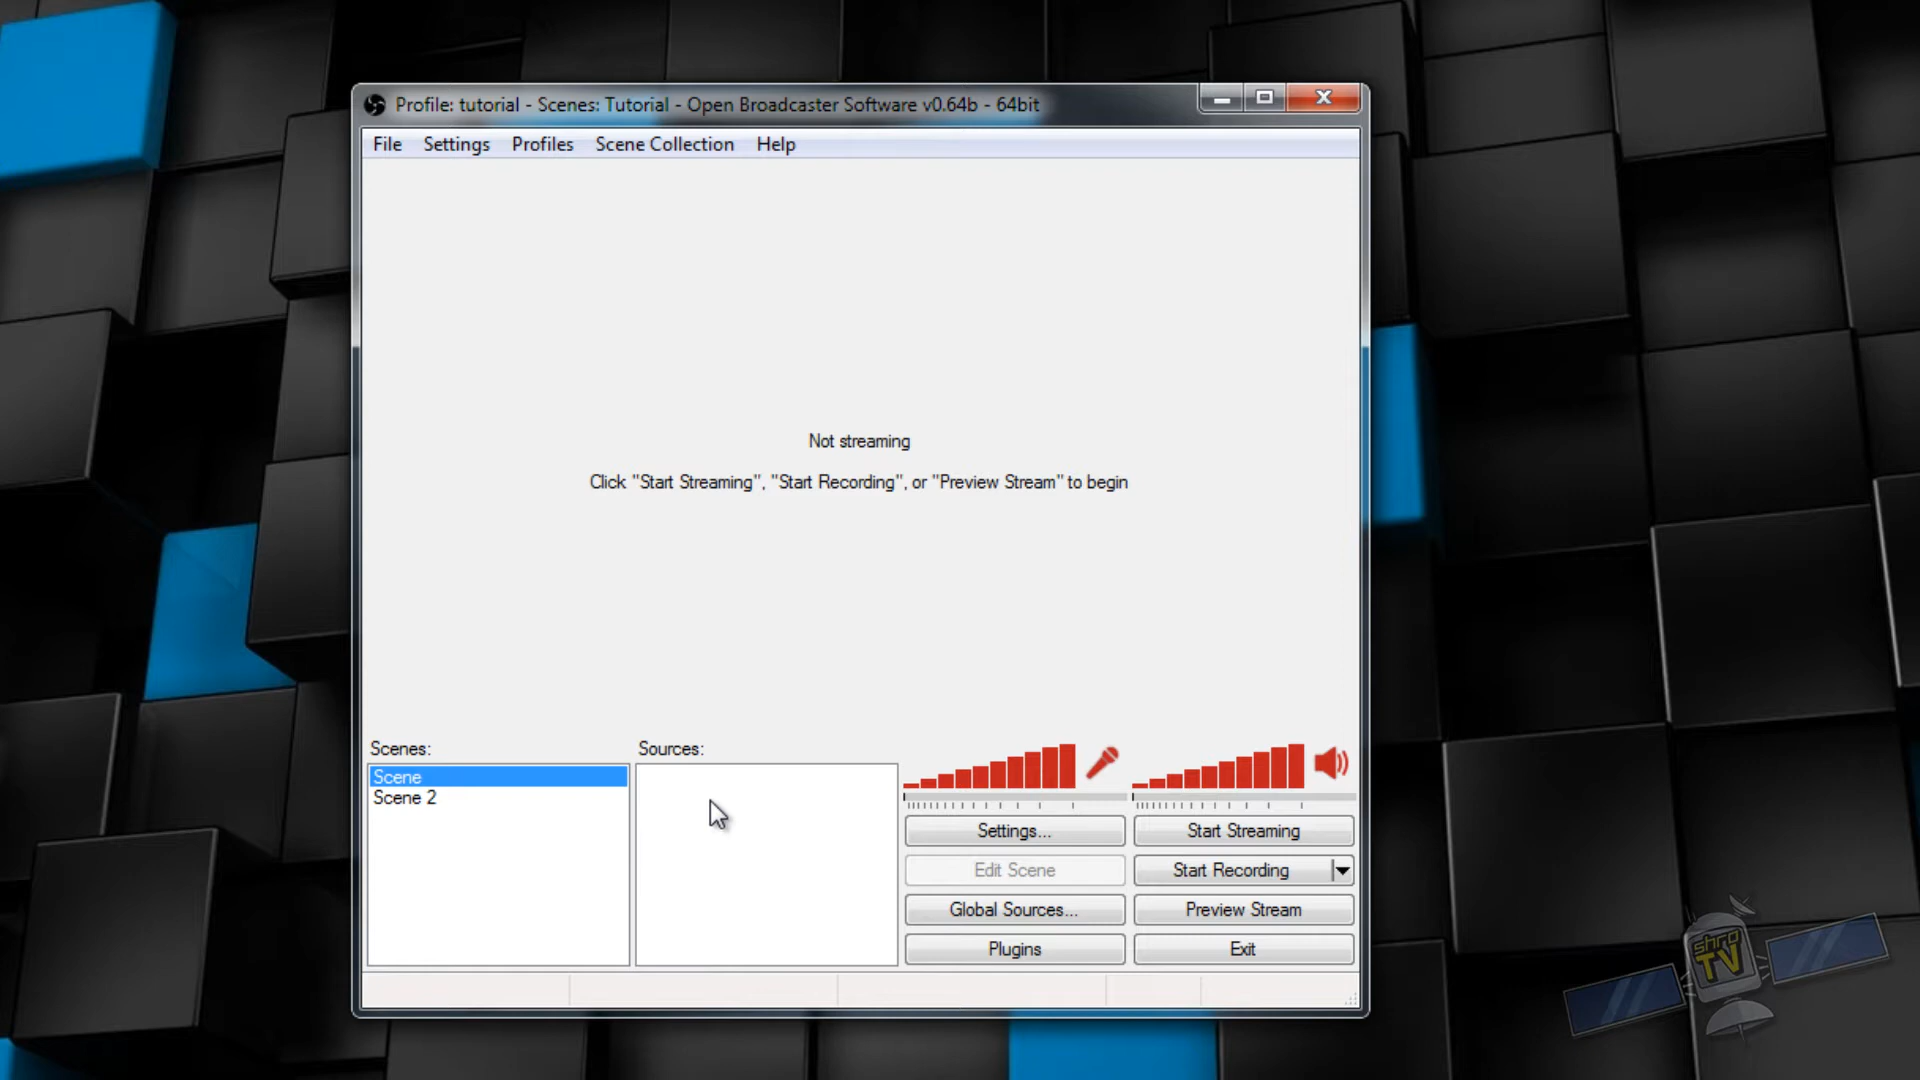 Profile: tutorial - Scenes: Tutorial - Open Broadcaster Software v0.64b - 64bit
File Settings Profiles Scene Collection Help
Not streaming
Click "Start Streaming", "Start Recording", or "Preview Stream" to begin
Scenes:
Sources:
Scene
Scene 2
Settings...
Start Streaming
Edit Scene
Start Recording
Global Sources...
Preview Stream
Plugins
Exit
shro
TV